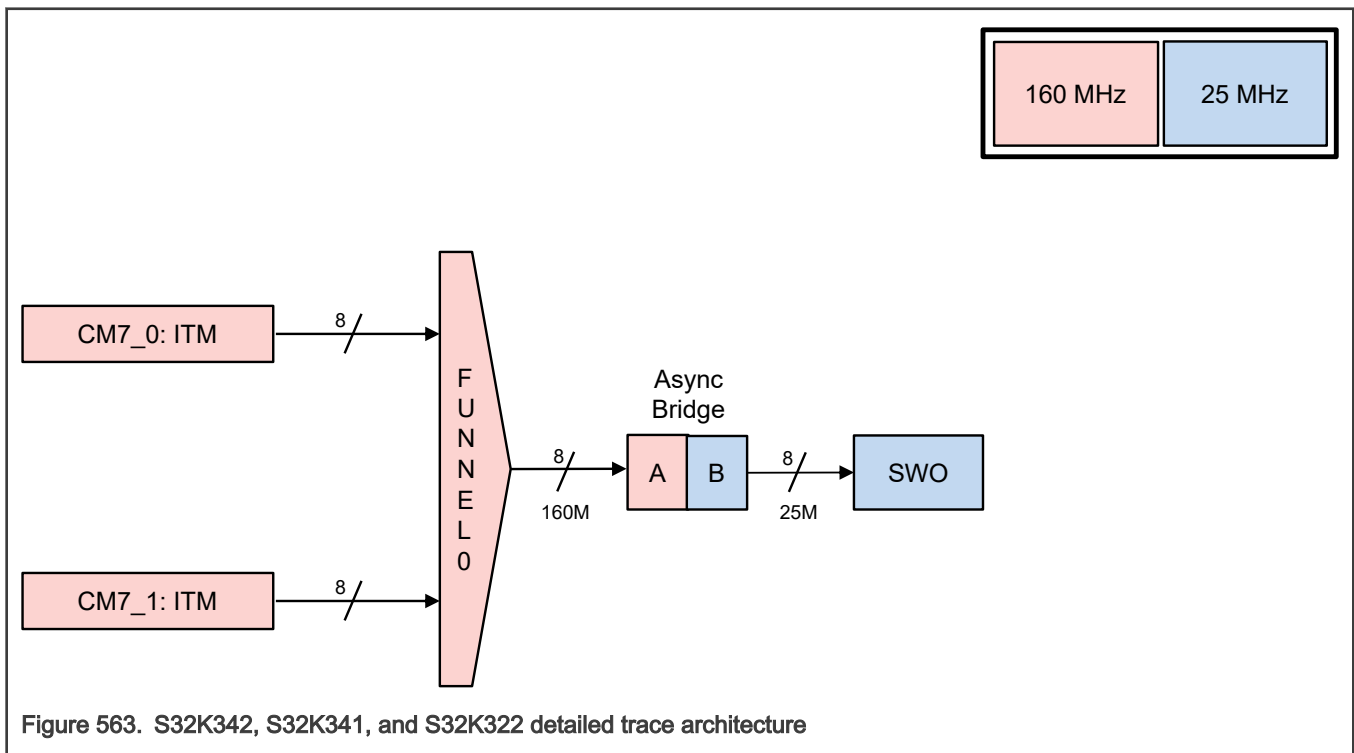 160 MHz
25 MHz
CM7_0: ITM
8
F
U
N
N
E
L
0
Async
Bridge
8
160M
A
B
8
25M
SWO
CM7_1: ITM
8
Figure 563. S32K342, S32K341, and S32K322 detailed trace architecture